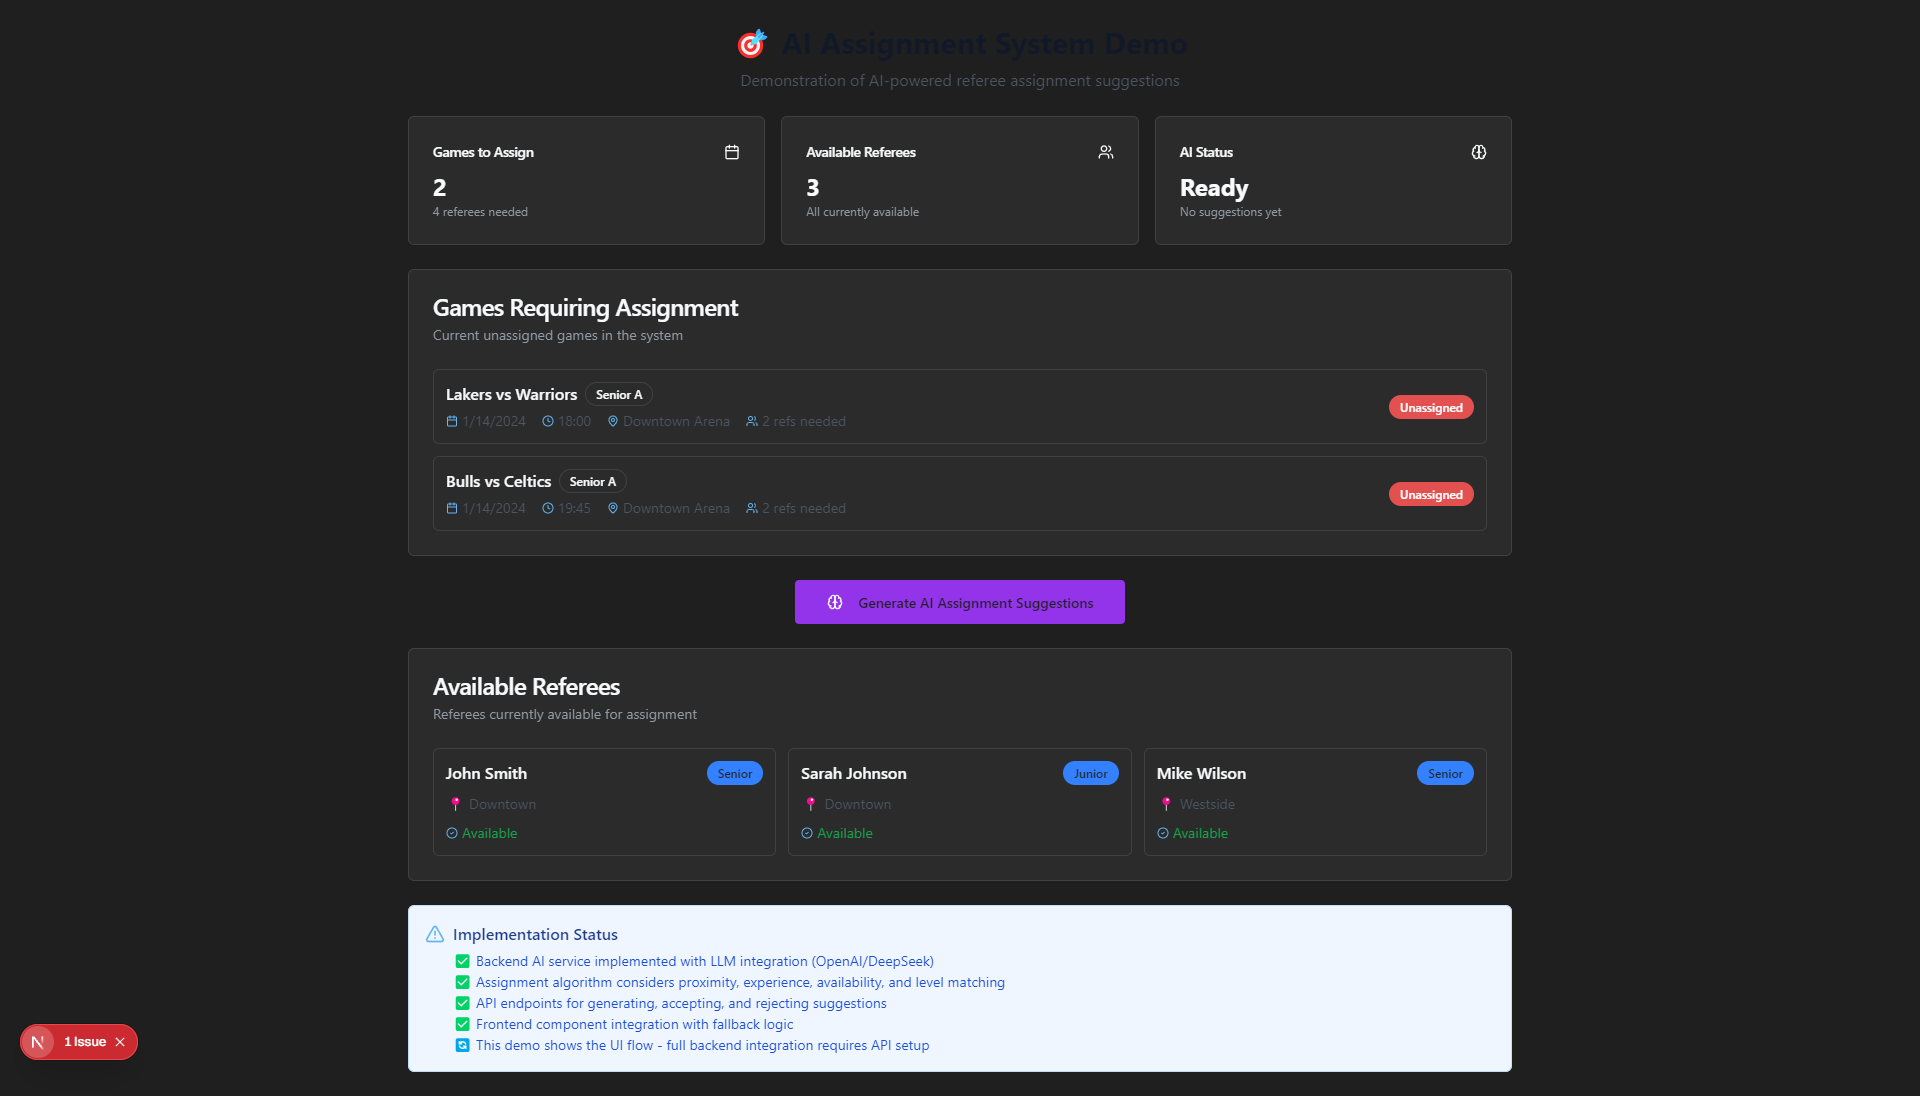 🎯 AI Assignment System Demo
Demonstration of AI-powered referee assignment suggestions
Games to Assign
2
4 referees needed
Available Referees
3
All currently available
AI Status
Ready
No suggestions yet
Games Requiring Assignment
Current unassigned games in the system
Lakers vs Warriors Senior A
1/14/2024 18:00 Downtown Arena 2 refs needed
Unassigned
Bulls vs Celtics Senior A
1/14/2024 19:45 Downtown Arena 2 refs needed
Unassigned
Generate AI Assignment Suggestions
Available Referees
Referees currently available for assignment
John Smith Senior
📍 Downtown
Available
Sarah Johnson Junior
📍 Downtown
Available
Mike Wilson Senior
📍 Westside
Available
Implementation Status
✅ Backend AI service implemented with LLM integration (OpenAI/DeepSeek)
✅ Assignment algorithm considers proximity, experience, availability, and level matching
✅ API endpoints for generating, accepting, and rejecting suggestions
✅ Frontend component integration with fallback logic
🔄 This demo shows the UI flow - full backend integration requires API setup
N 1 Issue